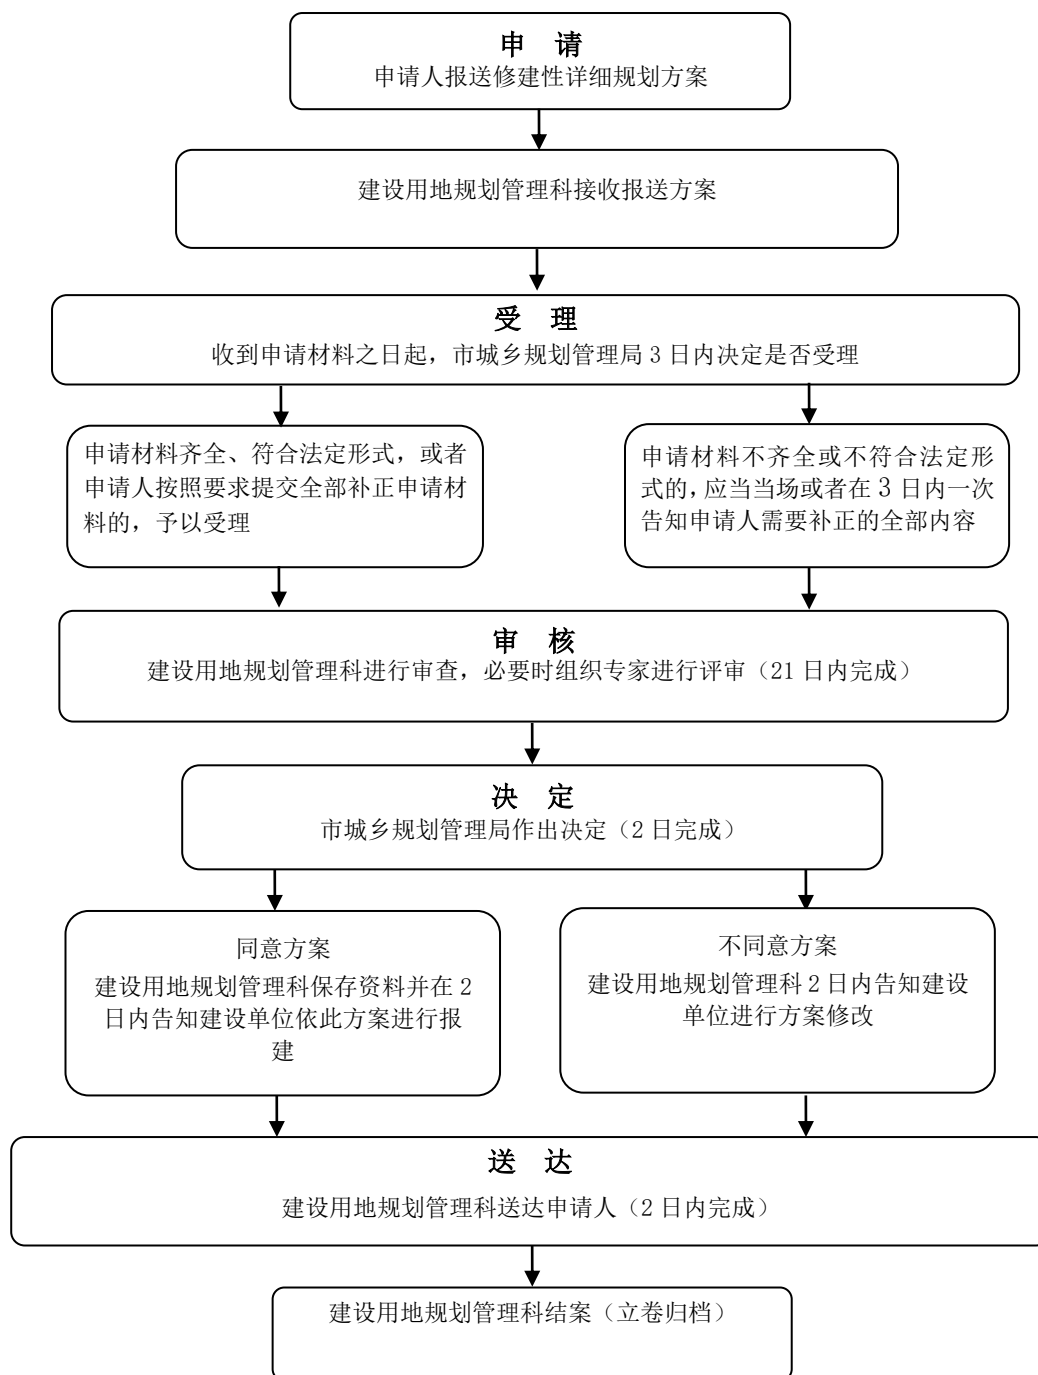 申 请
申请人报送修建性详细规划方案
建设用地规划管理科接收报送方案
受 理
收到申请材料之日起，市城乡规划管理局 3 日内决定是否受理
申请材料齐全、符合法定形式，或者
申请人按照要求提交全部补正申请材
料的，予以受理
申请材料不齐全或不符合法定形
式的，应当当场或者在 3 日内一次
告知申请人需要补正的全部内容
审 核
建设用地规划管理科进行审查，必要时组织专家进行评审（21 日内完成）
决 定
市城乡规划管理局作出决定（2 日完成）
同意方案
建设用地规划管理科保存资料并在 2
日内告知建设单位依此方案进行报
建
不同意方案
建设用地规划管理科 2 日内告知建设
单位进行方案修改
送 达
建设用地规划管理科送达申请人（2 日内完成）
建设用地规划管理科结案（立卷归档）